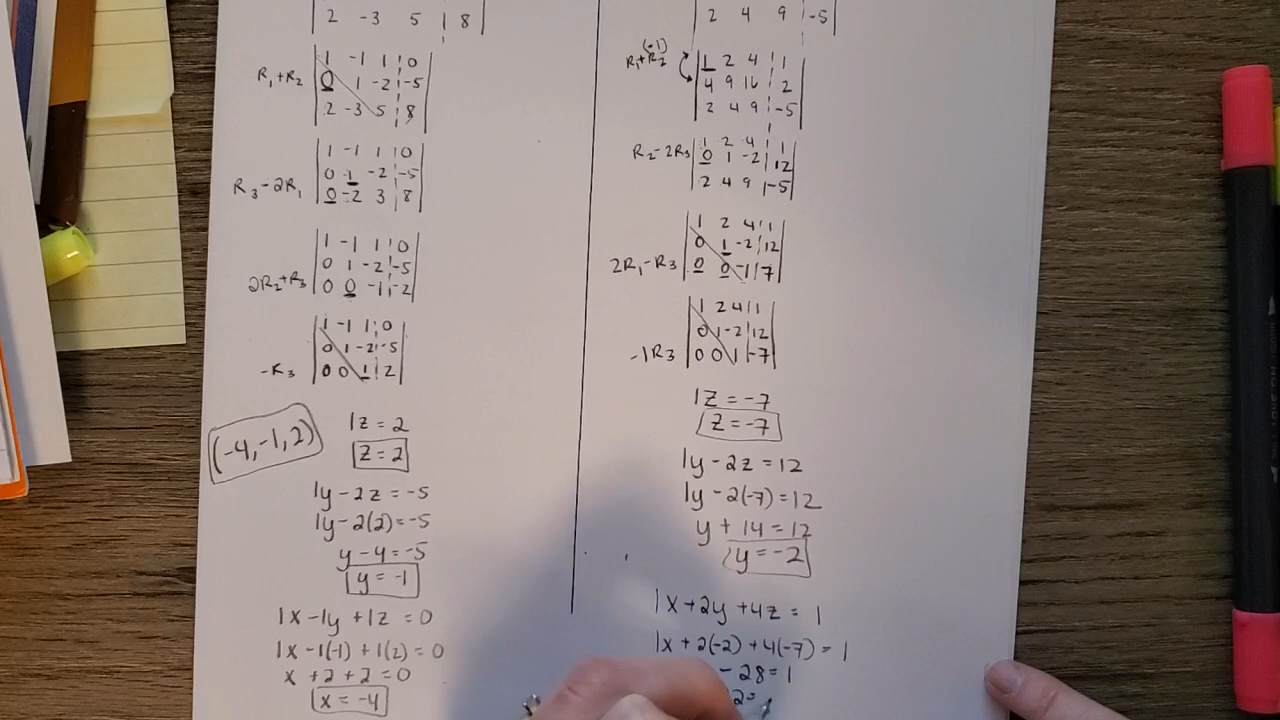 2 -3 5 | 8
1 -1 1 | 0
R₁+R₂ 0 1 -2 | -5
2 -3 5 | 8
1 -1 1 | 0
0 1 -2 | -5
R₃-2R₁ 0 -2 3 | 8
1 -1 1 | 0
0 1 -2 | -5
2R₂+R₃ 0 0 -1 | -2
1 -1 1 | 0
0 1 -2 | -5
-R₃ 0 0 1 | 2
(-4,-1,2)
1z = 2
z = 2
1y - 2z = -5
1y - 2(2) = -5
y - 4 = -5
y = -1
1x - 1y + 1z = 0
1x - 1(-1) + 1(2) = 0
x + 2 + 2 = 0
x = -4
2 4 9 | -5
(-1)
R₁+R₂ 1 2 4 | 1
4 9 16 | 2
2 4 9 | -5
1 2 4 | 1
R₂-2R₃ 0 1 -2 | 12
2 4 9 | -5
1 2 4 | 1
0 1 -2 | 12
2R₁-R₃ 0 0 -1 | 7
1 2 4 | 1
0 1 -2 | 12
-1R₃ 0 0 1 | -7
1z = -7
z = -7
1y - 2z = 12
1y - 2(-7) = 12
y + 14 = 12
y = -2
1x + 2y + 4z = 1
1x + 2(-2) + 4(-7) = 1
- 28 = 1
2 =